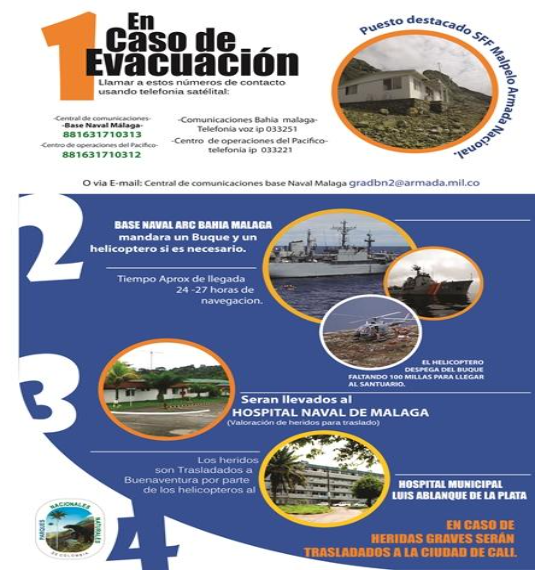 1
En
Caso de
Evacuación
Llamar a estos números de contacto
usando telefonia satélital:
Puesto destacado SFF Malpelo Armada Nacional.
-Central de comunicaciones-
-Base Naval Málaga-
881631710313
-Centro de operaciones del Pacifico-
881631710312
-Comunicaciones Bahia malaga-
Telefonía voz ip 033251
-Centro de operaciones del Pacífico-
telefonía ip 033221
O via E-mail: Central de comunicaciones base Naval Malaga gradbn2@armada.mil.co
2
BASE NAVAL ARC BAHIA MALAGA
mandara un Buque y un
helicoptero si es necesario.
Tiempo Aprox de llegada
24 -27 horas de
navegacion.
EL HELICOPTERO
DESPEGA DEL BUQUE
FALTANDO 100 MILLAS PARA LLEGAR
AL SANTUARIO.
3
Seran llevados al
HOSPITAL NAVAL DE MALAGA
(Valoración de heridos para traslado)
4
Los heridos
son Trasladados a
Buenaventura por parte
de los helicopteros al
HOSPITAL MUNICIPAL
LUIS ABLANQUE DE LA PLATA
EN CASO DE
HERIDAS GRAVES SERÁN
TRASLADADOS A LA CIUDAD DE CALI.
PARQUES NACIONALES NATURALES
DE COLOMBIA